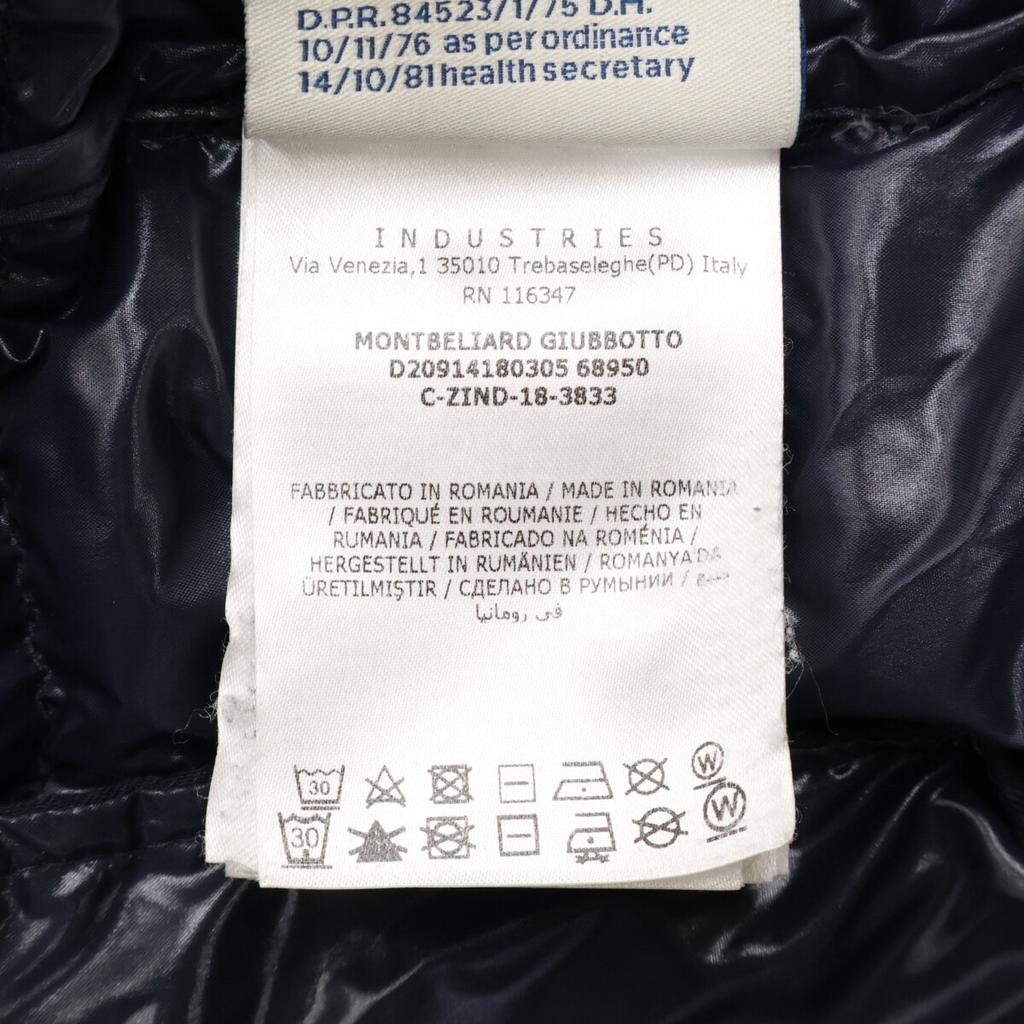 D.P.R. 84523/1/75 D.M.
10/11/76 as per ordinance
14/10/81 health secretary
INDUSTRIES
Via Venezia,1 35010 Trebaseleghe(PD) Italy
RN 116347
MONTBELIARD GIUBBOTTO
D20914180305 68950
C-ZIND-18-3833
FABBRICATO IN ROMANIA / MADE IN ROMANIA
/ FABRIQUÉ EN ROUMANIE / HECHO EN
RUMANIA / FABRICADO NA ROMÉNIA /
HERGESTELLT IN RUMÄNIEN / ROMANYA'DA
ÜRETILMIŞTIR / СДЕЛАНО В РУМЫНИИ /
في رومانيا
30
W
30
W